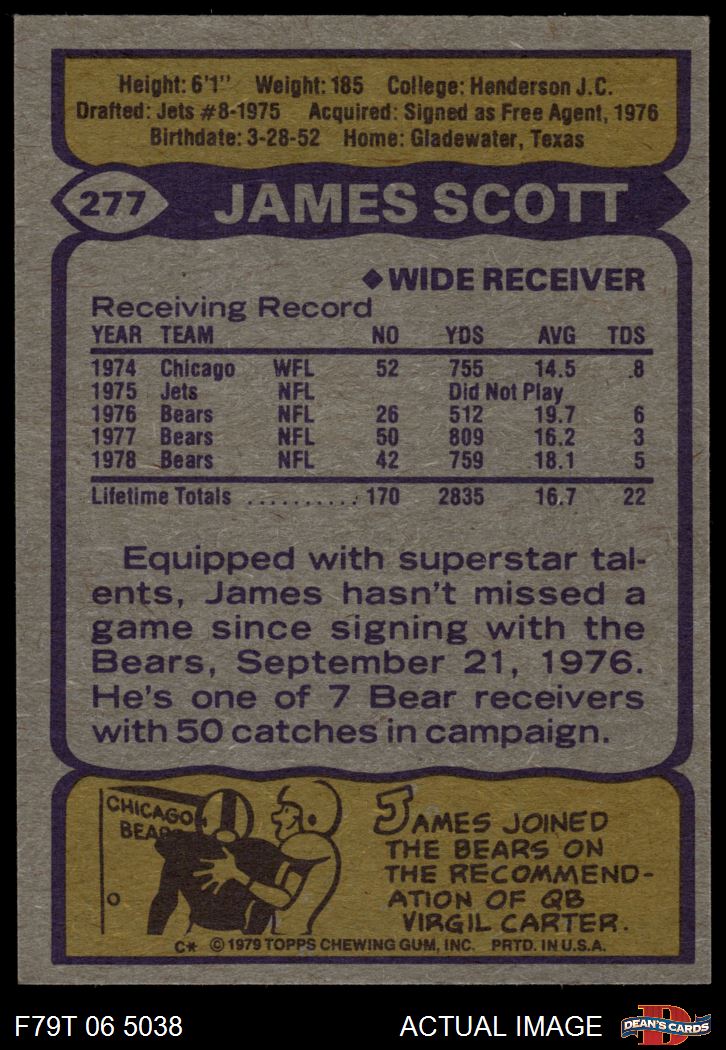 Height: 6'1" Weight: 185 College: Henderson J.C.
Drafted: Jets #8-1975 Acquired: Signed as Free Agent, 1976
Birthdate: 3-28-52 Home: Gladewater, Texas
277 JAMES SCOTT
◆ WIDE RECEIVER
Receiving Record
YEAR TEAM NO YDS AVG TDS
1974 Chicago WFL 52 755 14.5 8
1975 Jets NFL Did Not Play
1976 Bears NFL 26 512 19.7 6
1977 Bears NFL 50 809 16.2 3
1978 Bears NFL 42 759 18.1 5
Lifetime Totals .......... 170 2835 16.7 22
Equipped with superstar tal-
ents, James hasn't missed a
game since signing with the
Bears, September 21, 1976.
He's one of 7 Bear receivers
with 50 catches in campaign.
CHICAGO
BEARS
JAMES JOINED
THE BEARS ON
THE RECOMMEND-
ATION OF QB
VIRGIL CARTER.
C* © 1979 TOPPS CHEWING GUM, INC. PRTD. IN U.S.A.
F79T 06 5038 ACTUAL IMAGE D DEAN'S CARDS